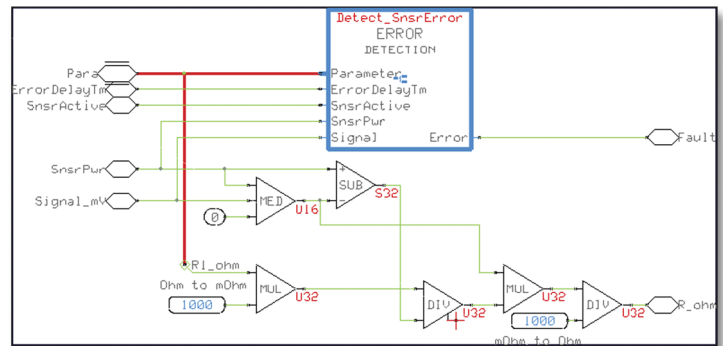 Detect_SnsrError
ERROR
DETECTION
Para
Parameter
ErrorDelayTm
ErrorDelayTm
SnsrActive
SnsrActive
SnsrPwr
Signal
Error
Fault
SnsrPwr
Signal_mV
MED
U16
0
+
SUB
-
S32
R1_ohm
Ohm to mOhm
1000
MUL
U32
DIV
U32
MUL
U32
1000
mOhm to Ohm
DIV
U32
R_ohm